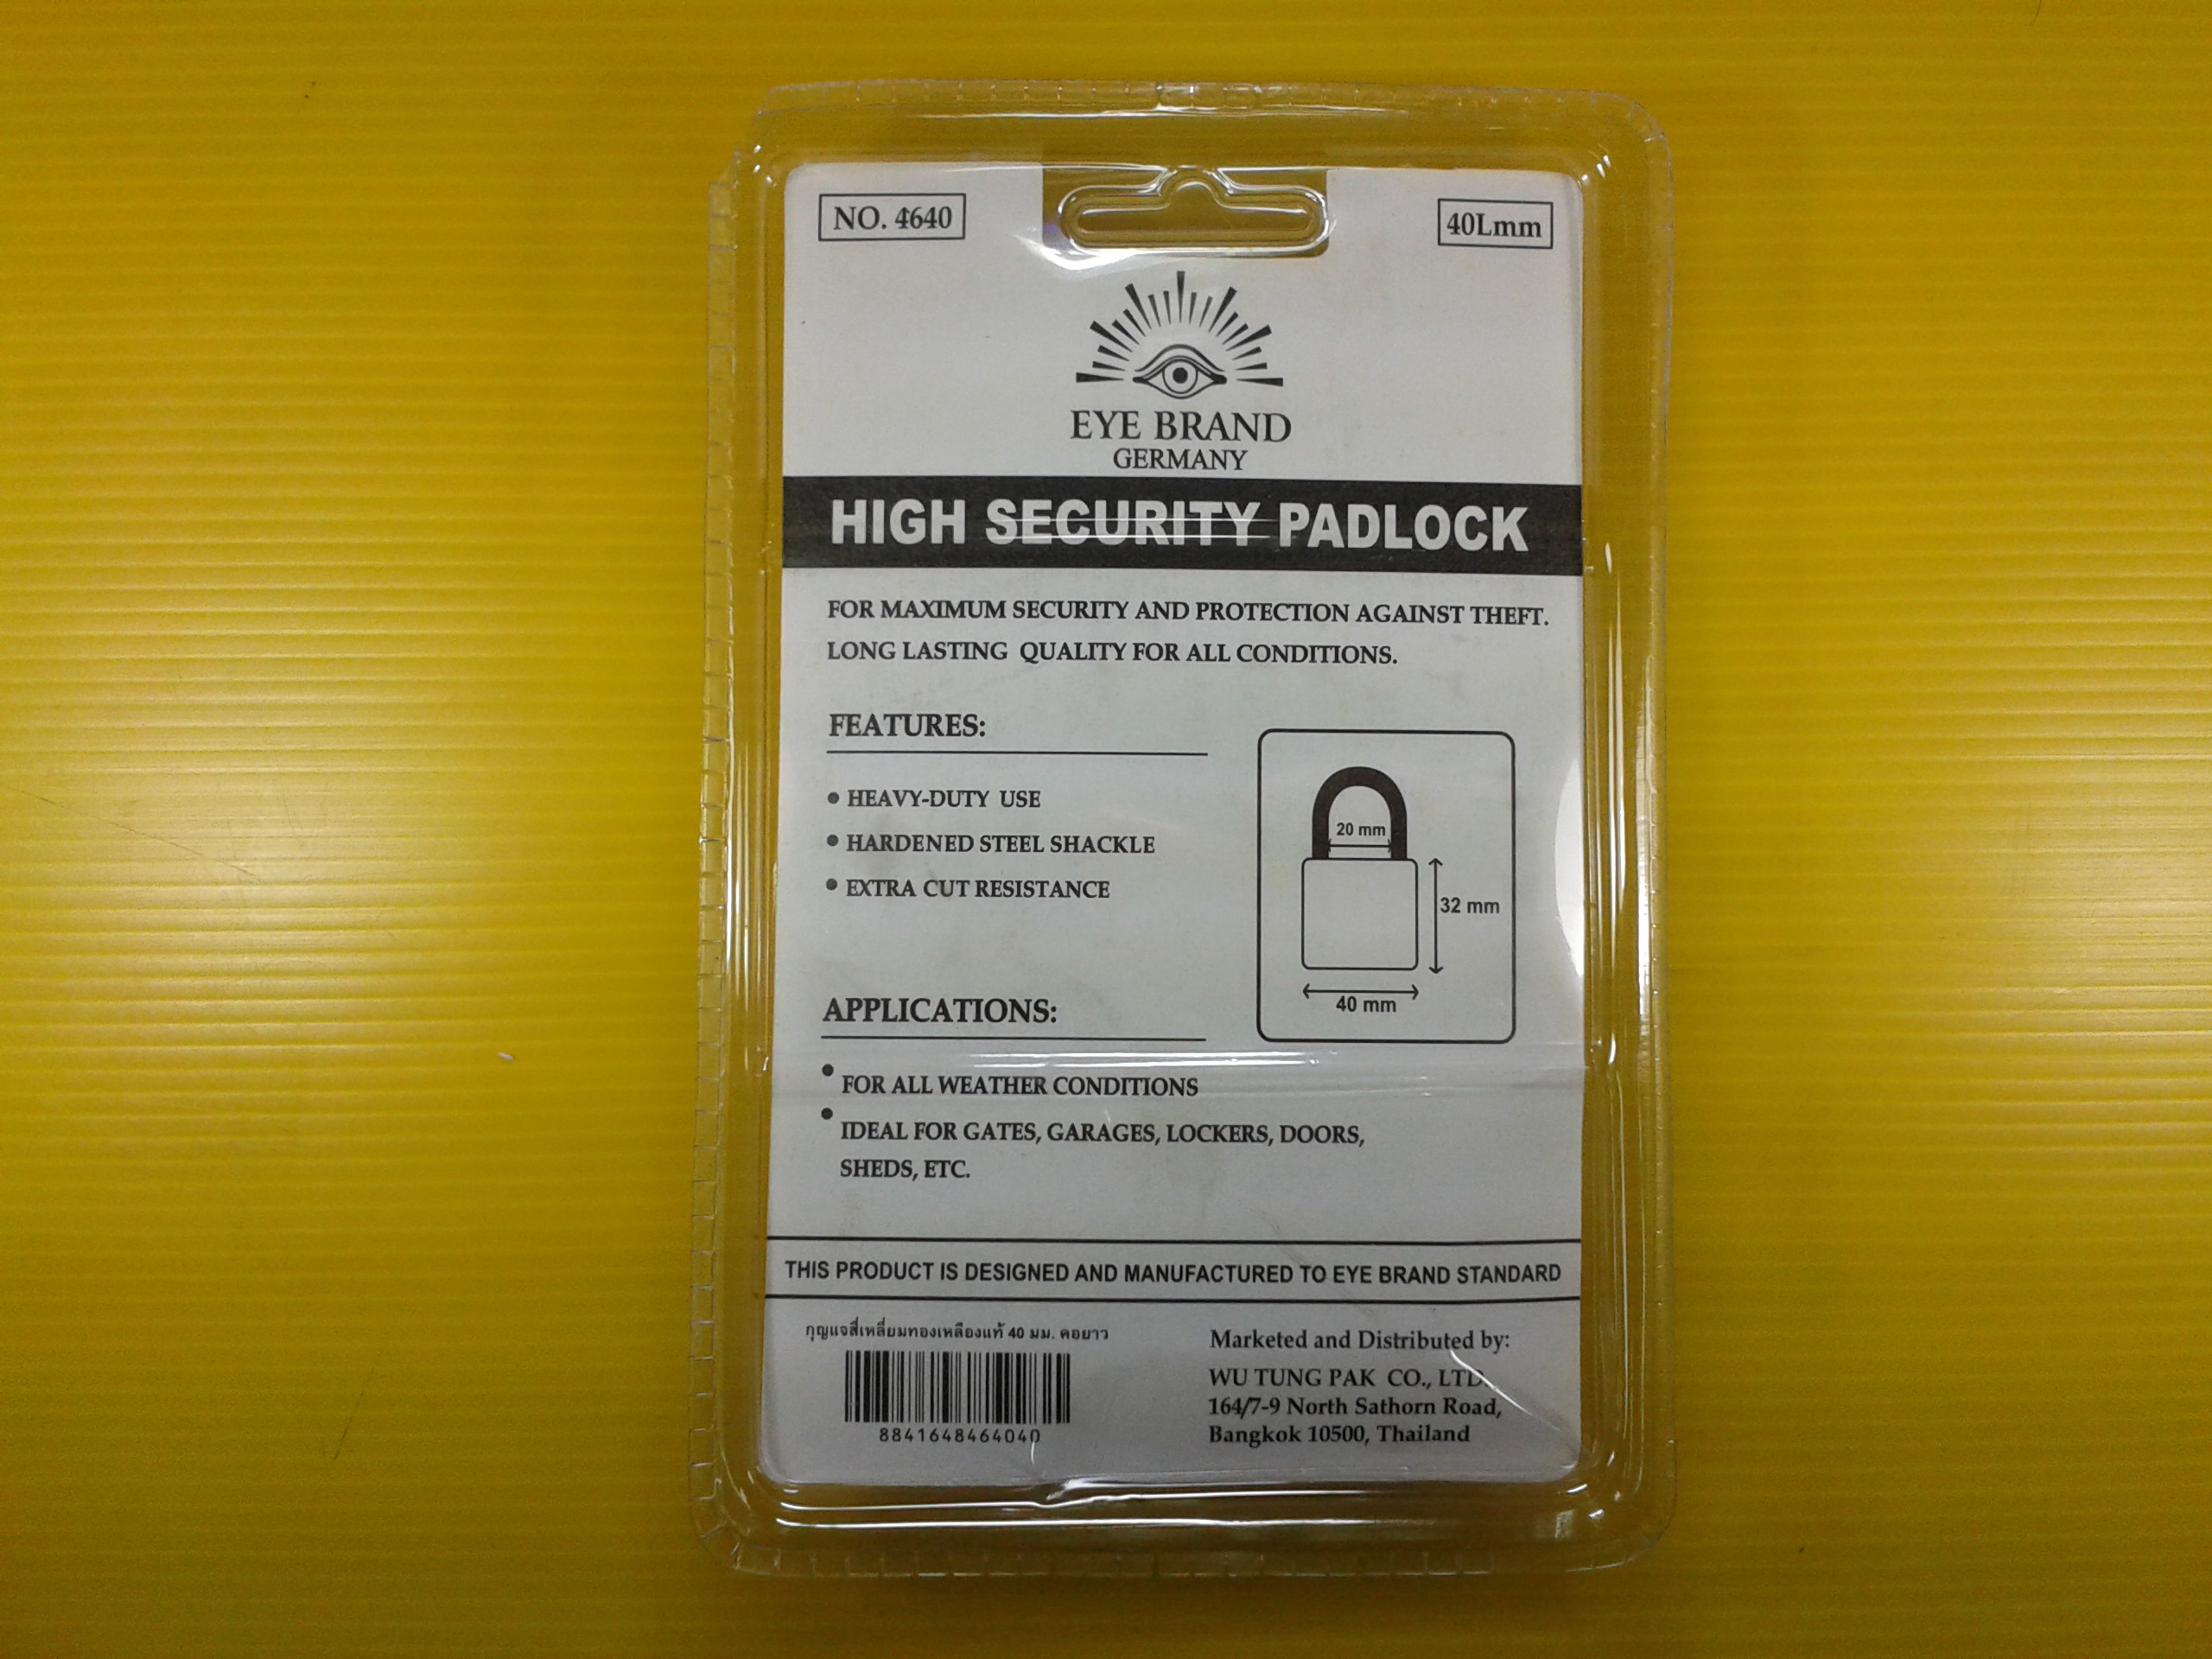 NO. 4640
40Lmm
EYE BRAND
GERMANY
HIGH SECURITY PADLOCK
FOR MAXIMUM SECURITY AND PROTECTION AGAINST THEFT.
LONG LASTING QUALITY FOR ALL CONDITIONS.
FEATURES:
• HEAVY-DUTY USE
• HARDENED STEEL SHACKLE
• EXTRA CUT RESISTANCE
20 mm
32 mm
40 mm
APPLICATIONS:
• FOR ALL WEATHER CONDITIONS
• IDEAL FOR GATES, GARAGES, LOCKERS, DOORS,
SHEDS, ETC.
THIS PRODUCT IS DESIGNED AND MANUFACTURED TO EYE BRAND STANDARD
กุญแจสี่เหลี่ยมทองเหลืองแท้ 40 มม. คอยาว
8841648464040
Marketed and Distributed by:
WU TUNG PAK CO., LTD.
164/7-9 North Sathorn Road,
Bangkok 10500, Thailand